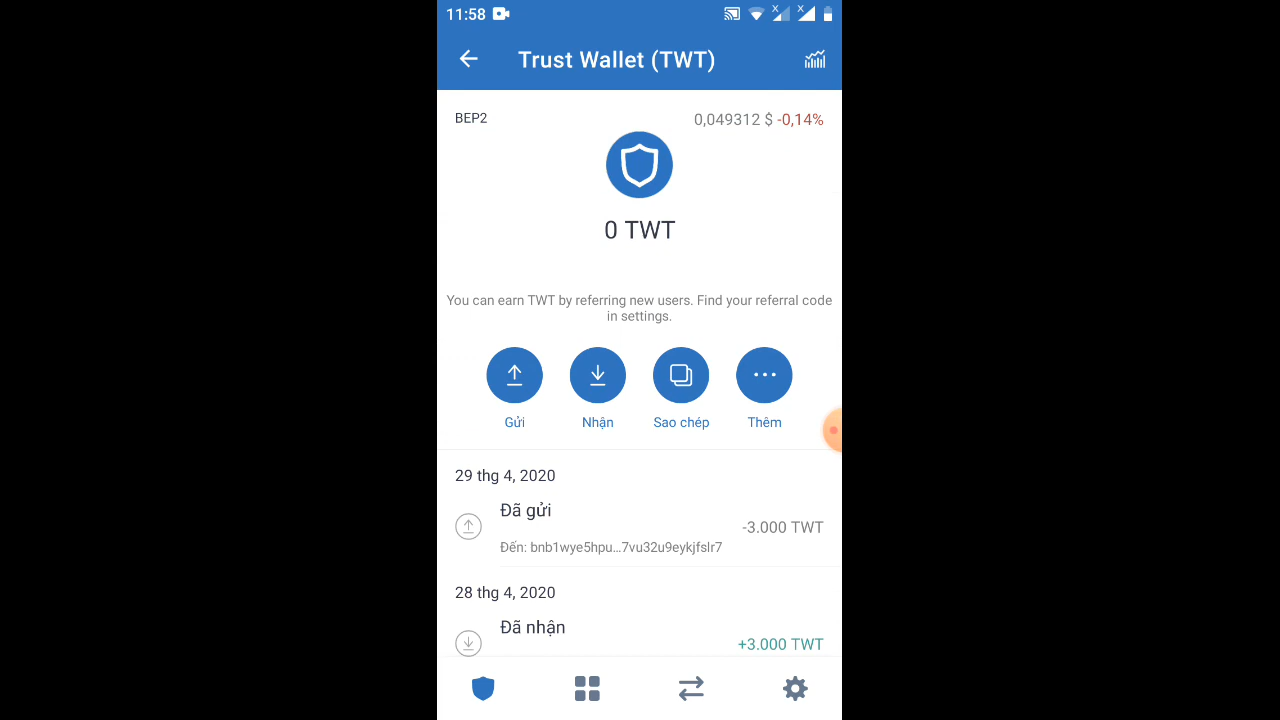 11:58
Trust Wallet (TWT)
BEP2
0,049312 $ -0,14%
0 TWT
You can earn TWT by referring new users. Find your referral code
in settings.
Gửi
Nhận
Sao chép
Thêm
29 thg 4, 2020
Đã gửi
-3.000 TWT
Đến: bnb1wye5hpu...7vu32u9eykjfslr7
28 thg 4, 2020
Đã nhận
+3.000 TWT